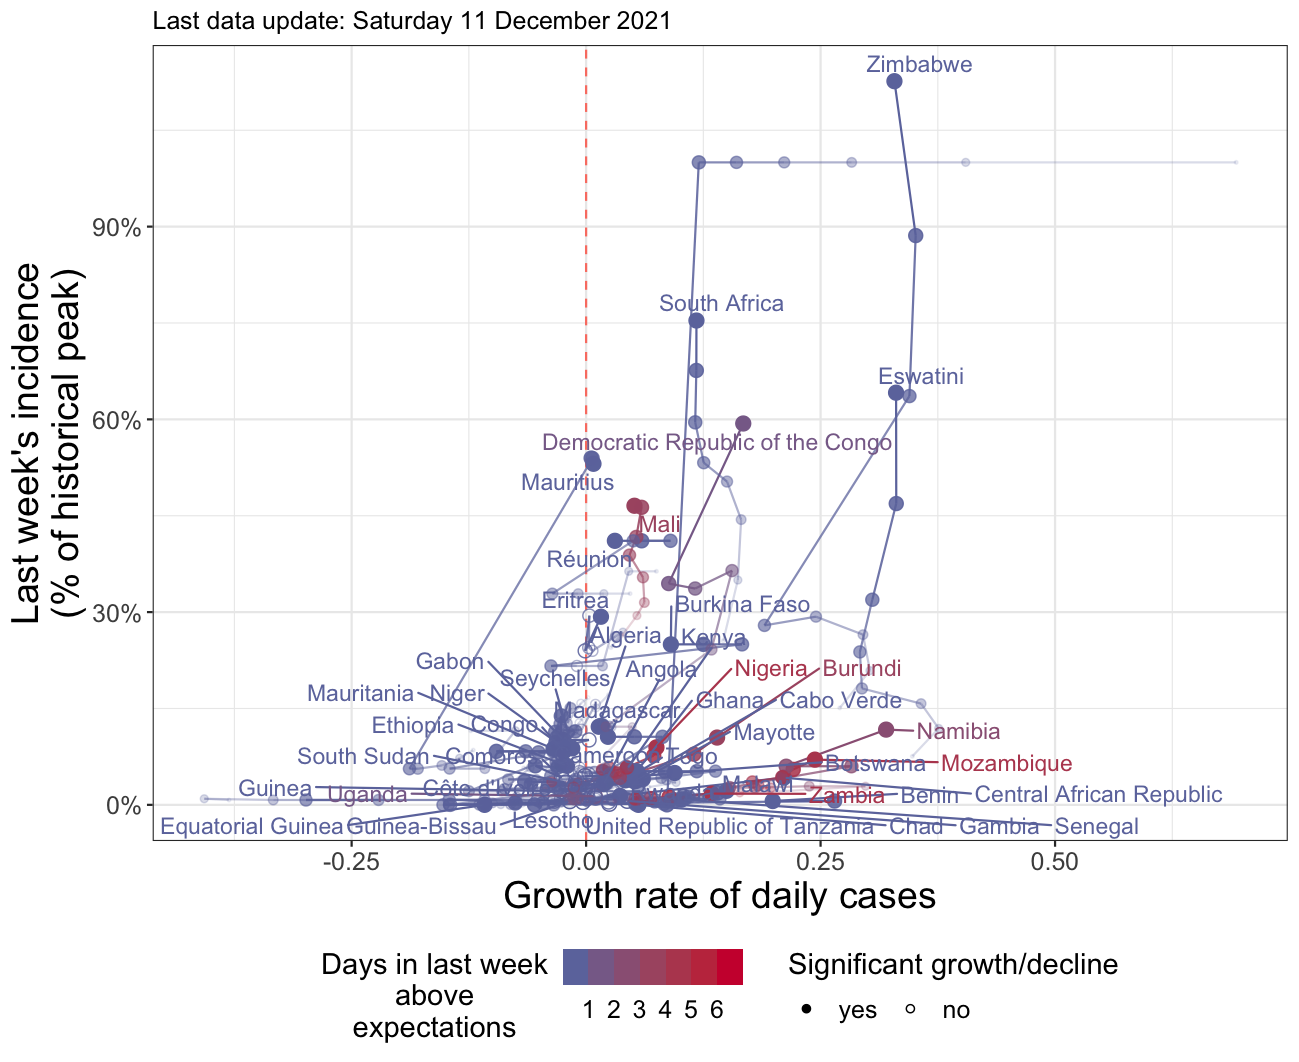 Last data update: Saturday 11 December 2021
Last week's incidence
(% of historical peak)
90%
60%
30%
0%
Zimbabwe
South Africa
Eswatini
Democratic Republic of the Congo
Mauritius
Mali
Réunion
Eritrea
Burkina Faso
Algeria
Kenya
Gabon
Seychelles
Angola
Nigeria
Burundi
Mauritania
Niger
Madagascar
Ghana
Cabo Verde
Ethiopia
Congo
Mayotte
Namibia
South Sudan
Comoros
Cameroon
Togo
Botswana
Mozambique
Guinea
Uganda
Côte d'Ivoire
Malawi
Zambia
Benin
Central African Republic
Equatorial Guinea
Guinea-Bissau
Lesotho
United Republic of Tanzania
Chad
Gambia
Senegal
-0.25
0.00
0.25
0.50
Growth rate of daily cases
Days in last week
above
expectations
1 2 3 4 5 6
Significant growth/decline
yes
no